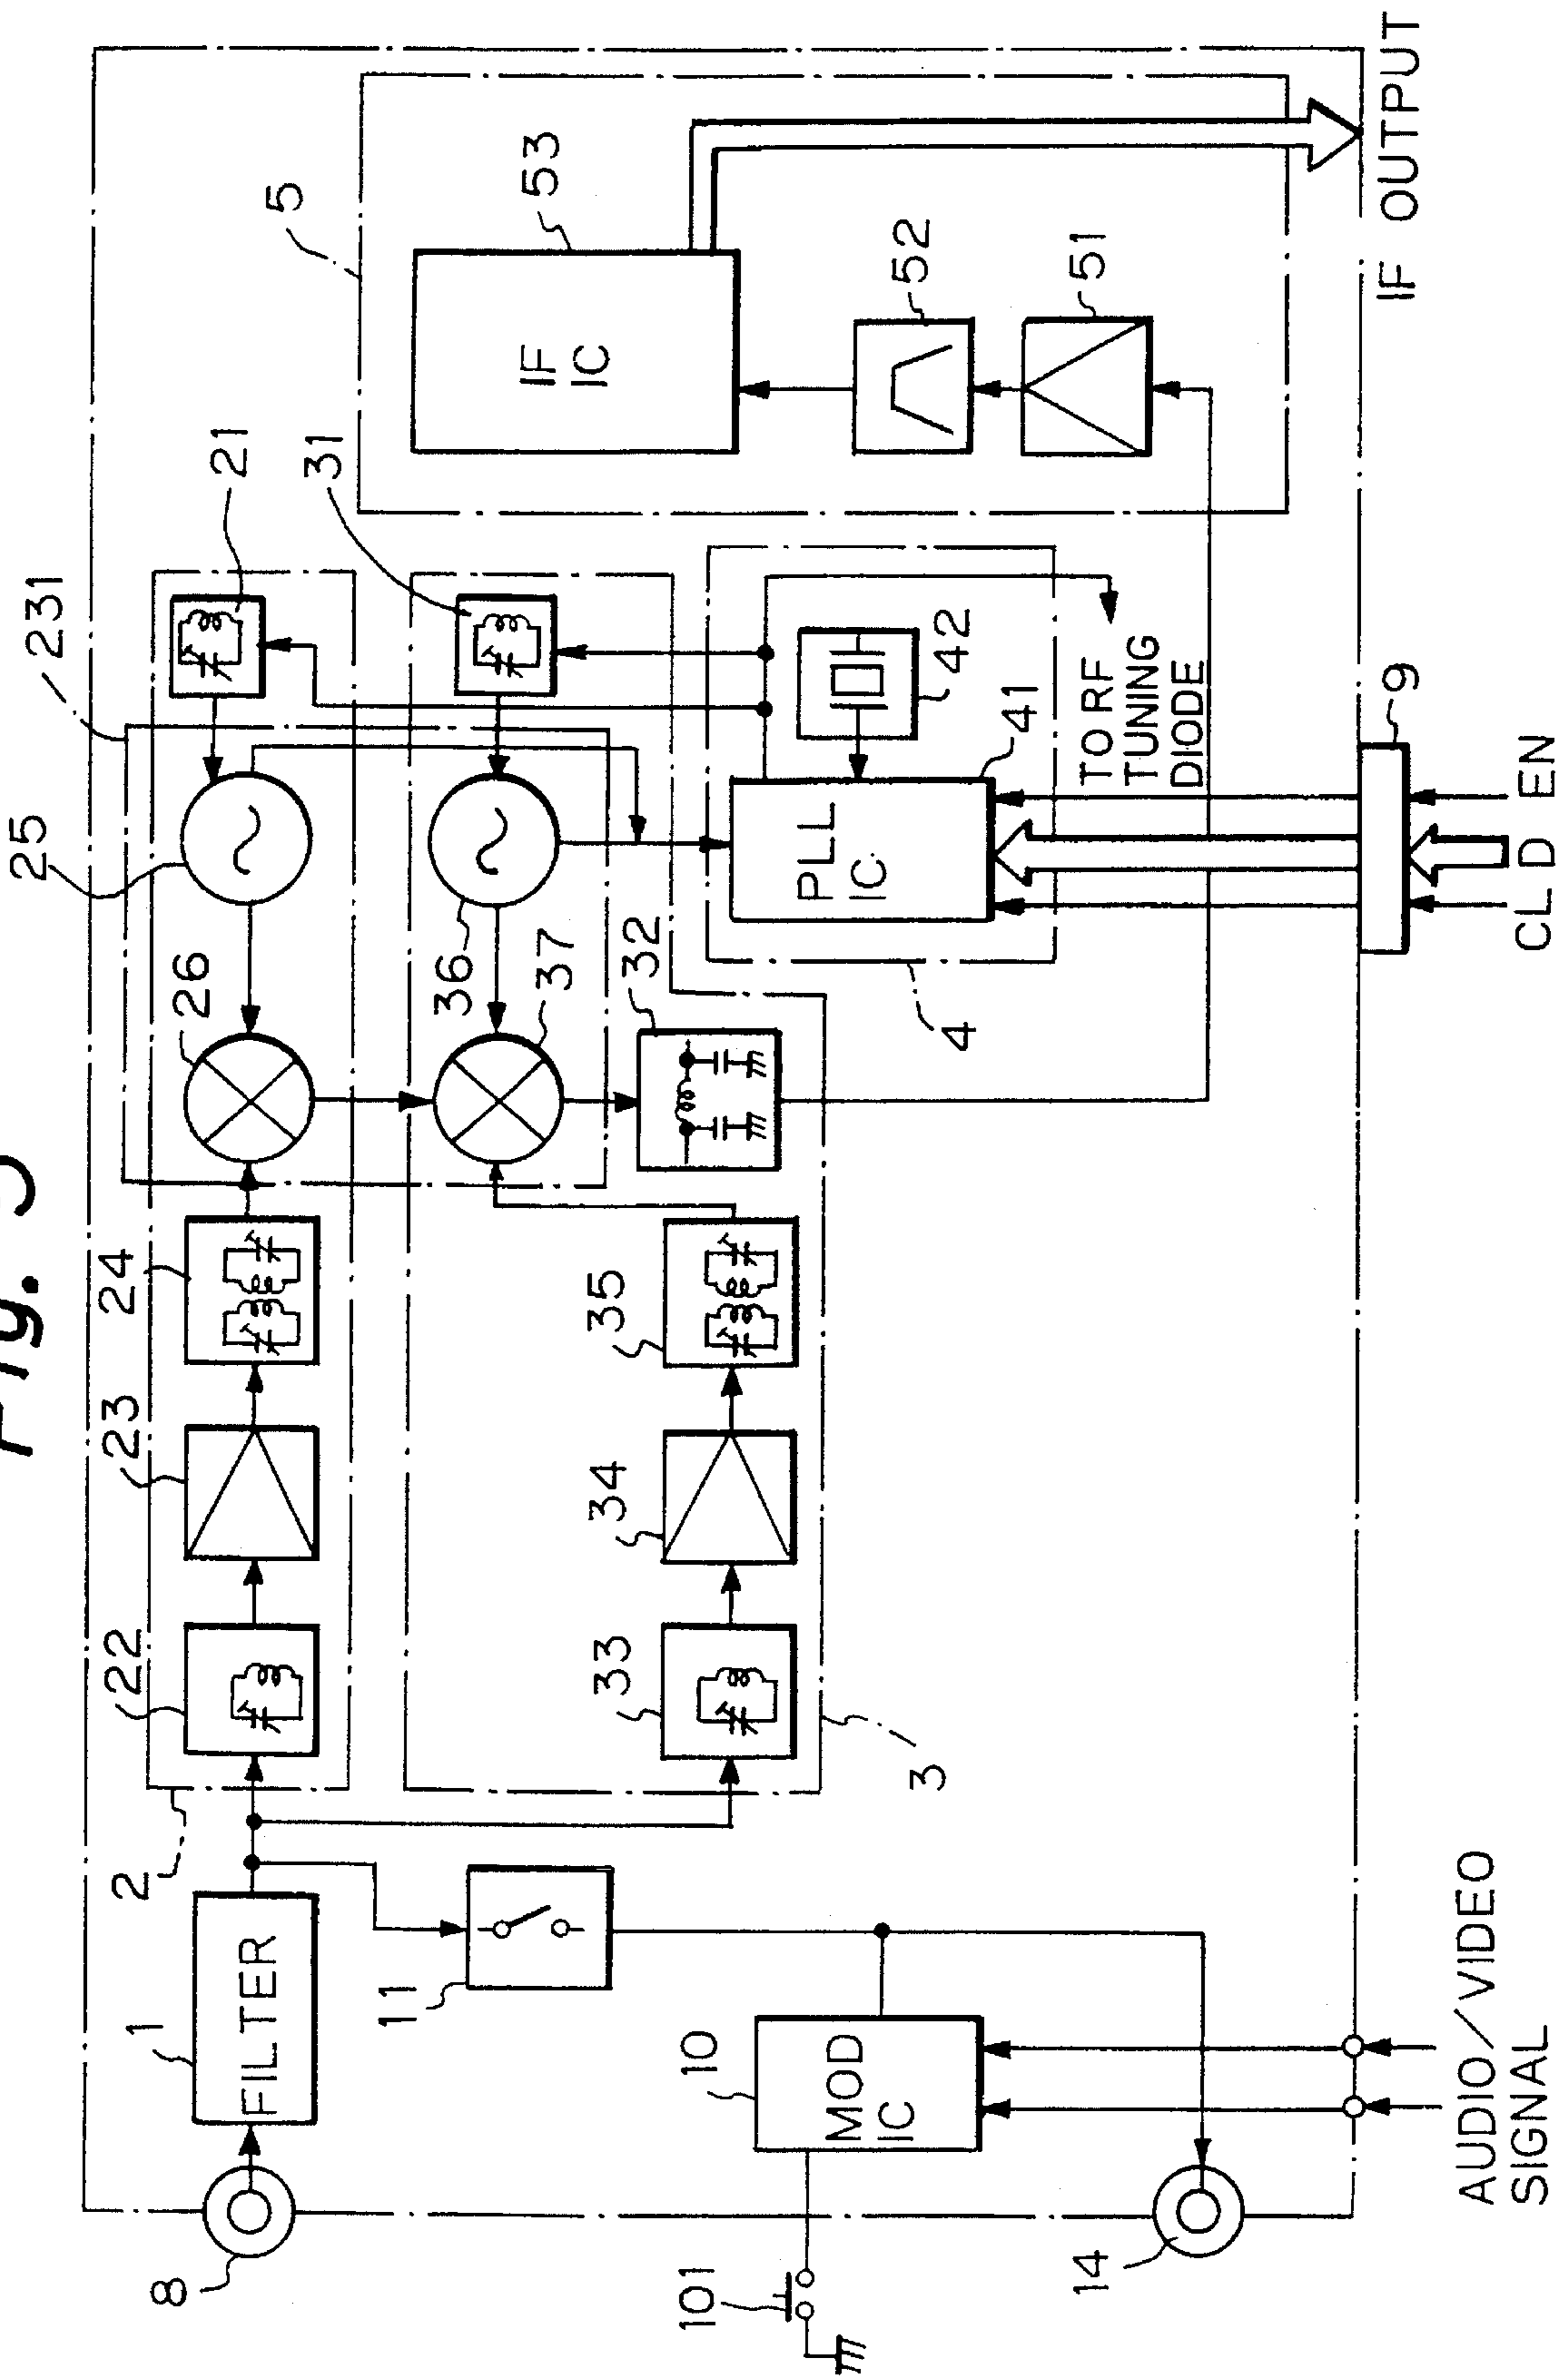 8
1
FILTER
2
22
23
24
26
25
231
21
5
53
IF
IC
31
11
33
34
35
36
37
32
3
4
PLL
IC
41
42
52
51
TO RF
TUNING
DIODE
10
MOD
IC
101
14
9
CL D EN
IF OUTPUT
AUDIO/VIDEO
SIGNAL